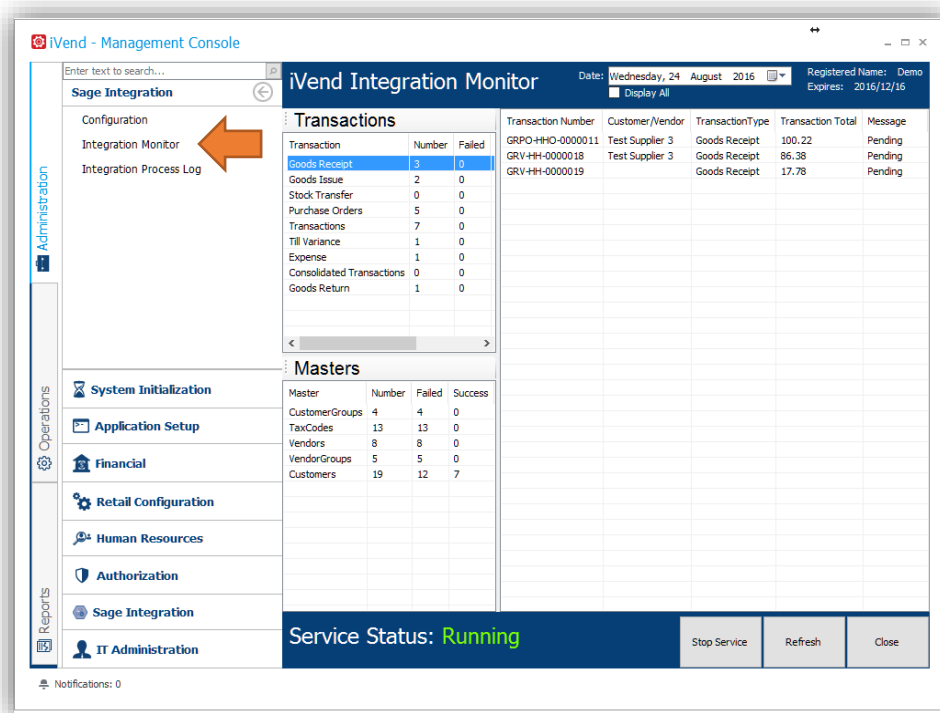 iVend - Management Console
Enter text to search...
Sage Integration
Configuration
Integration Monitor
Integration Process Log
Administration
Operations
Reports
System Initialization
Application Setup
Financial
Retail Configuration
Human Resources
Authorization
Sage Integration
IT Administration
iVend Integration Monitor
Date: Wednesday, 24 August 2016
Display All
Registered Name: Demo
Expires: 2016/12/16
Transactions
Transaction Number Failed
Goods Receipt 3 0
Goods Issue 2 0
Stock Transfer 0 0
Purchase Orders 5 0
Transactions 7 0
Till Variance 1 0
Expense 1 0
Consolidated Transactions 0 0
Goods Return 1 0
Masters
Master Number Failed Success
CustomerGroups 4 4 0
TaxCodes 13 13 0
Vendors 8 8 0
VendorGroups 5 5 0
Customers 19 12 7
Transaction Number Customer/Vendor TransactionType Transaction Total Message
GRPO-HHO-0000011 Test Supplier 3 Goods Receipt 100.22 Pending
GRV-HH-0000018 Test Supplier 3 Goods Receipt 86.38 Pending
GRV-HH-0000019 Goods Receipt 17.78 Pending
Service Status: Running
Stop Service
Refresh
Close
Notifications: 0